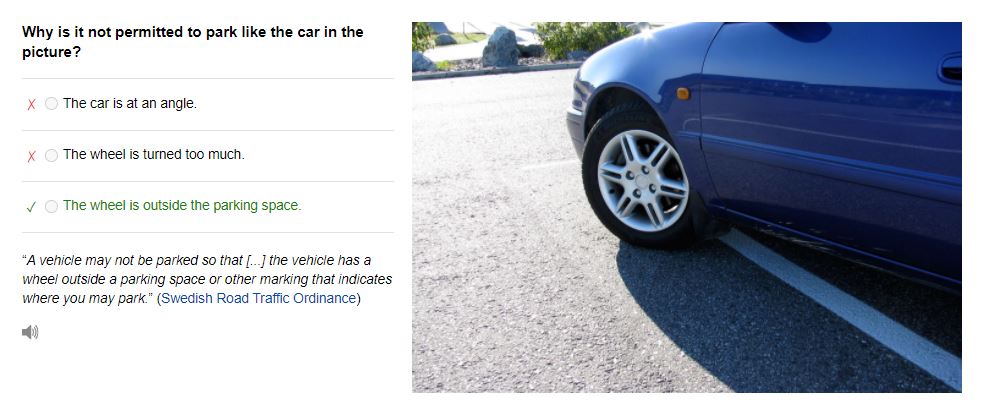 Why is it not permitted to park like the car in the
picture?
The car is at an angle.
The wheel is turned too much.
The wheel is outside the parking space.
“A vehicle may not be parked so that [...] the vehicle has a
wheel outside a parking space or other marking that indicates
where you may park.” (Swedish Road Traffic Ordinance)